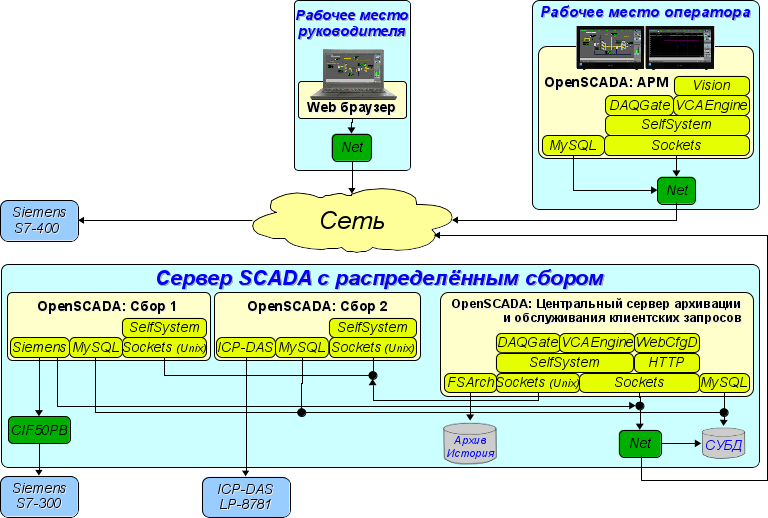 Рабочее место
руководителя
Web браузер
Net
Рабочее место оператора
OpenSCADA: АРМ
Vision
DAQGate
VCAEngine
SelfSystem
MySQL
Sockets
Net
Siemens
S7-400
Сеть
Сервер SCADA с распределённым сбором
OpenSCADA: Сбор 1
SelfSystem
Siemens
MySQL
Sockets (Unix)
OpenSCADA: Сбор 2
SelfSystem
ICP-DAS
MySQL
Sockets (Unix)
OpenSCADA: Центральный сервер архивации
и обслуживания клиентских запросов
DAQGate
VCAEngine
WebCfgD
SelfSystem
HTTP
FSArch
Sockets (Unix)
Sockets
MySQL
CIF50PB
Архив
История
Net
СУБД
Siemens
S7-300
ICP-DAS
LP-8781